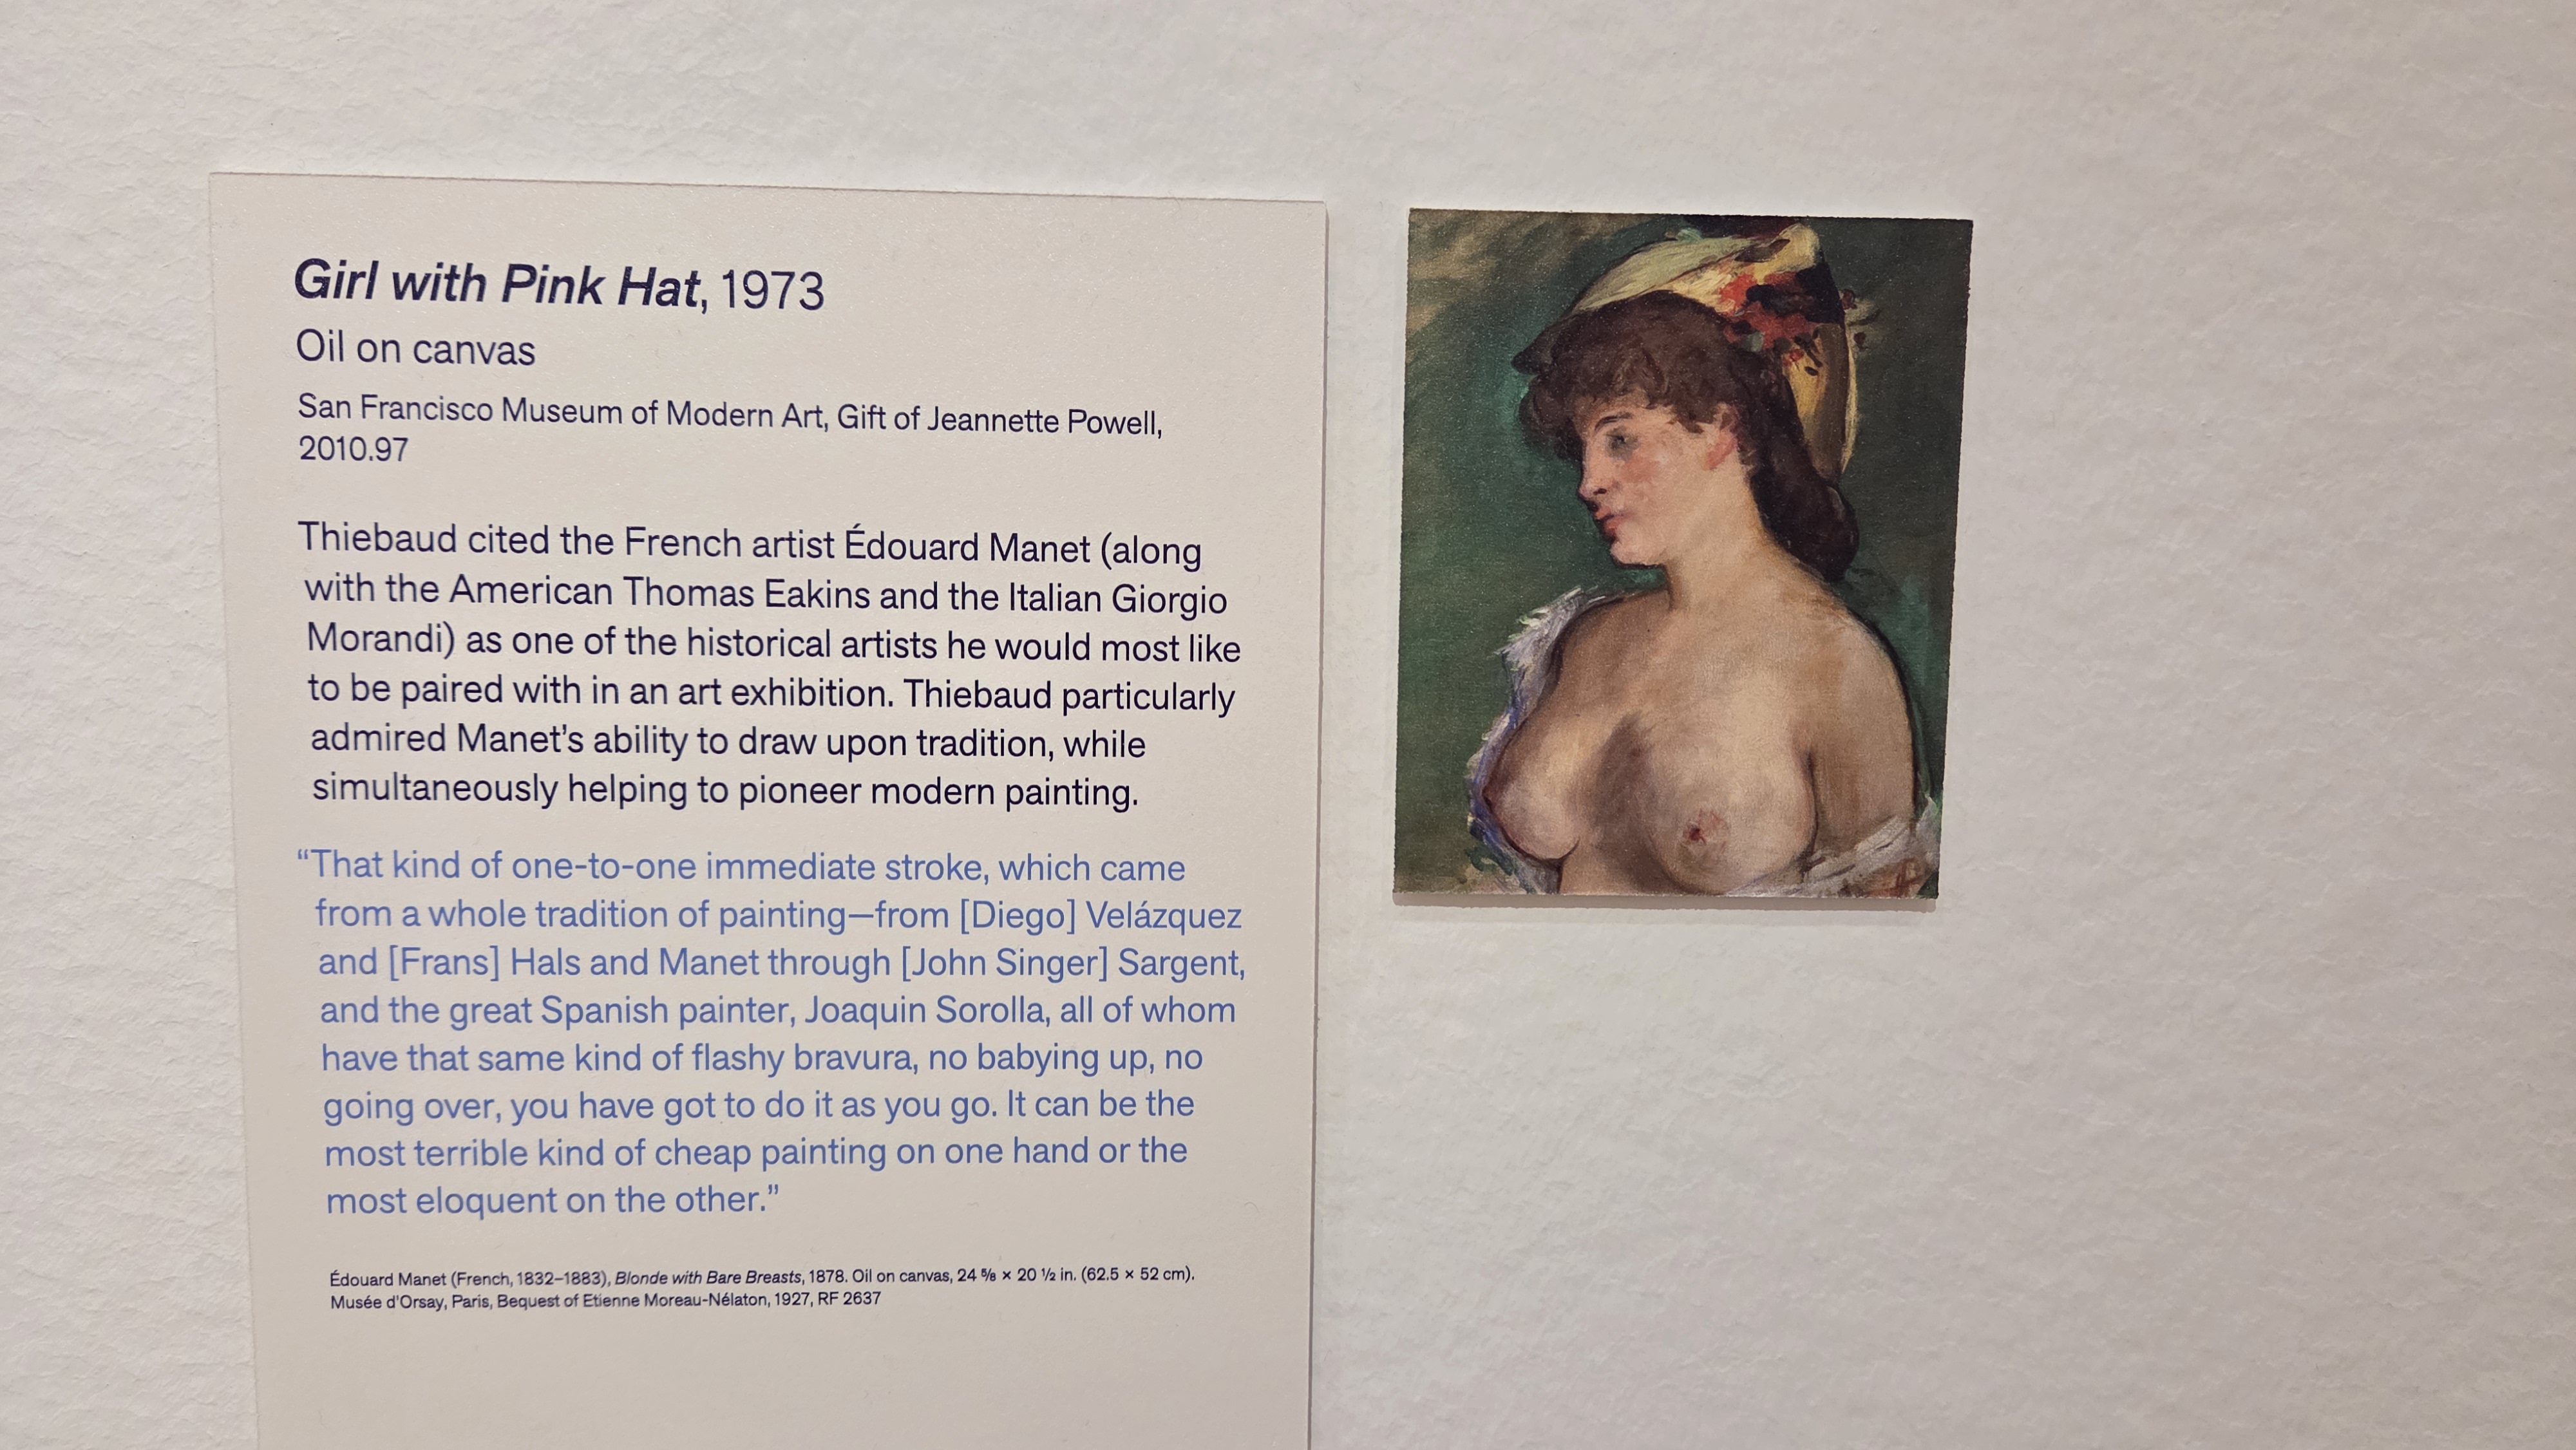 Girl with Pink Hat, 1973
Oil on canvas
San Francisco Museum of Modern Art, Gift of Jeannette Powell,
2010.97
Thiebaud cited the French artist Édouard Manet (along
with the American Thomas Eakins and the Italian Giorgio
Morandi) as one of the historical artists he would most like
to be paired with in an art exhibition. Thiebaud particularly
admired Manet’s ability to draw upon tradition, while
simultaneously helping to pioneer modern painting.
“That kind of one-to-one immediate stroke, which came
from a whole tradition of painting—from [Diego] Velázquez
and [Frans] Hals and Manet through [John Singer] Sargent,
and the great Spanish painter, Joaquin Sorolla, all of whom
have that same kind of flashy bravura, no babying up, no
going over, you have got to do it as you go. It can be the
most terrible kind of cheap painting on one hand or the
most eloquent on the other.”
Édouard Manet (French, 1832–1883), Blonde with Bare Breasts, 1878. Oil on canvas, 24 ⅝ × 20 ½ in. (62.5 × 52 cm).
Musée d'Orsay, Paris, Bequest of Etienne Moreau-Nélaton, 1927, RF 2637